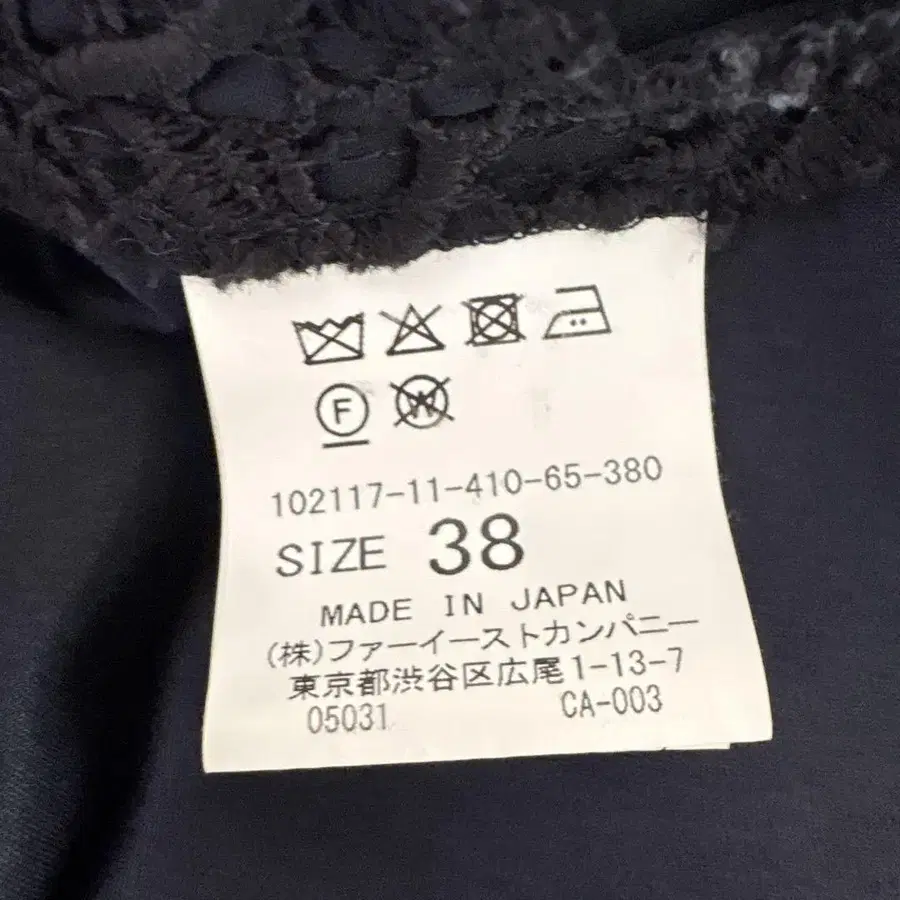 F W
102117-11-410-65-380
SIZE 38
MADE IN JAPAN
(株)ファーイーストカンパニー
東京都渋谷区広尾1-13-7
05031 CA-003